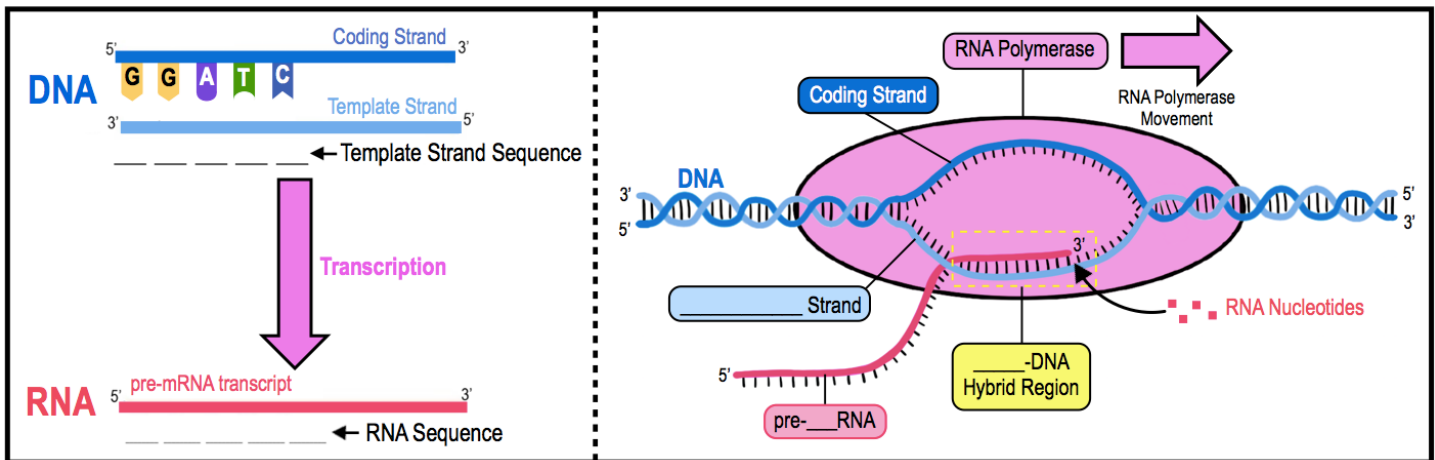 5’
Coding Strand
3’
DNA
G G A T C
Template Strand
3’
5’
___ ___ ___ ___ ___
Template Strand Sequence
Transcription
RNA
5’
pre-mRNA transcript
3’
___ ___ ___ ___ ___
RNA Sequence
RNA Polymerase
RNA Polymerase
Movement
Coding Strand
DNA
3’
5’
5’
3’
3’
____________ Strand
RNA Nucleotides
5’
_____-DNA
Hybrid Region
pre-___RNA